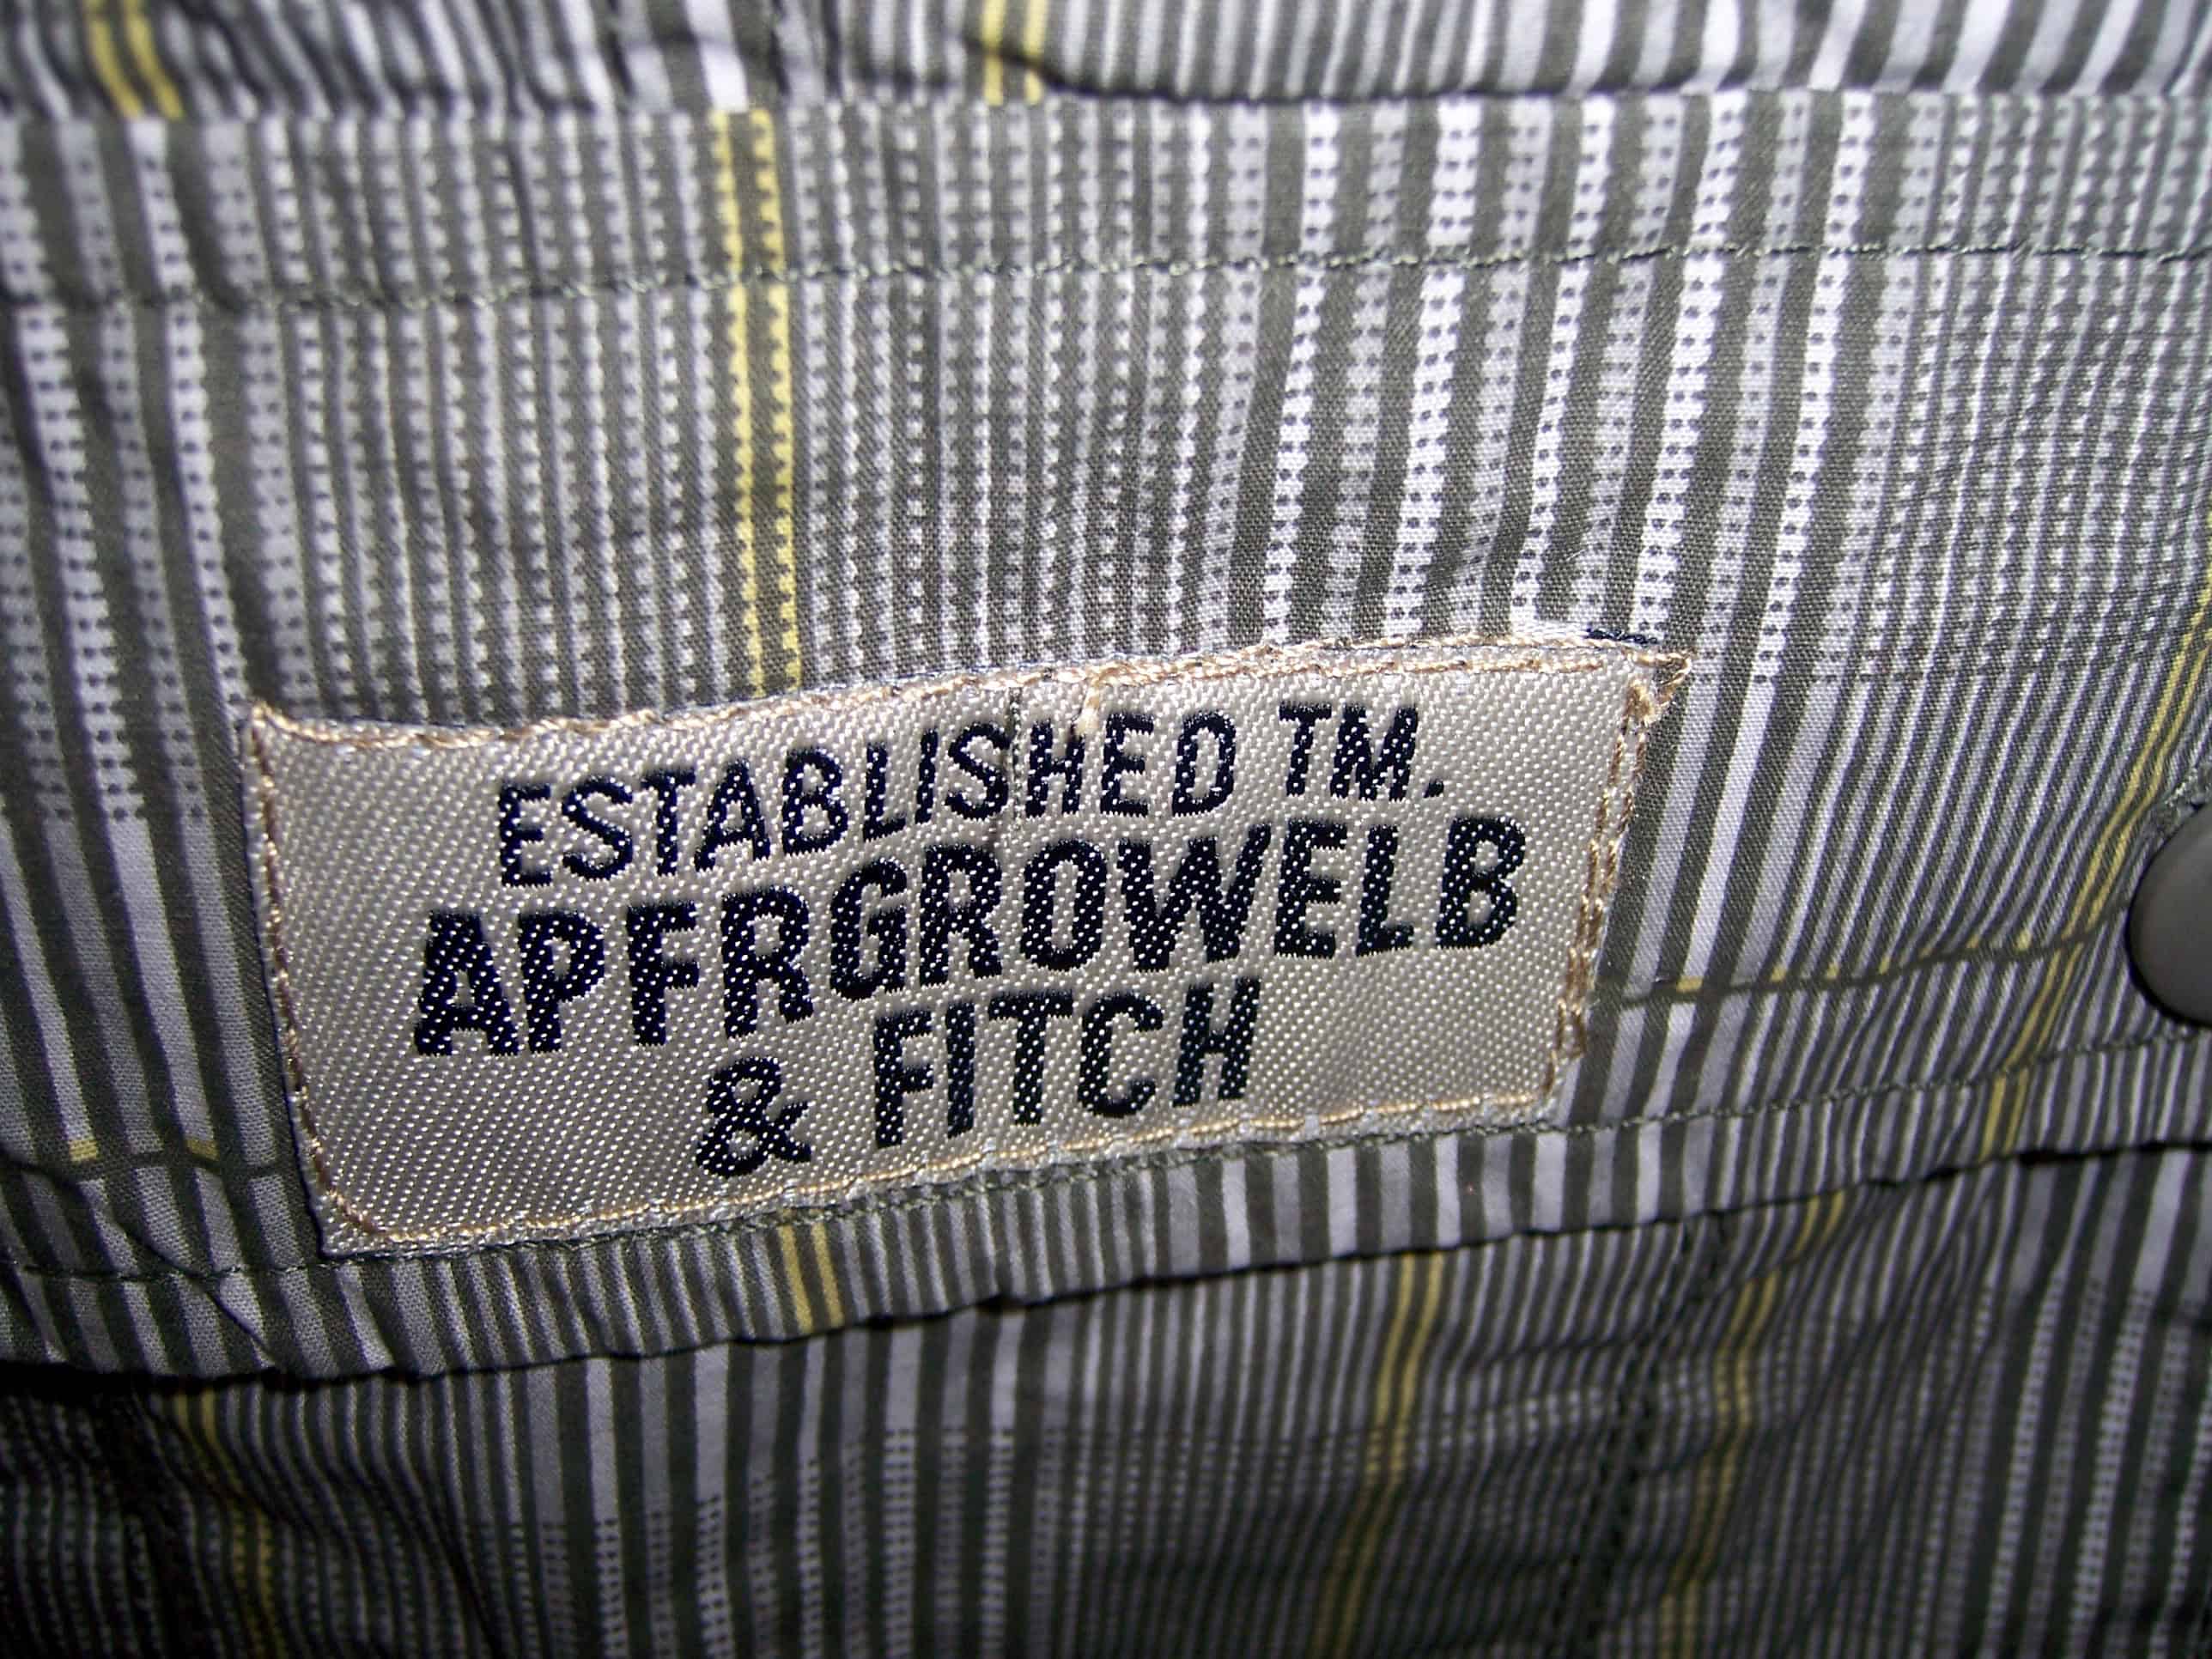 ESTABLISHED TM.
APFRGROWELB
& FITCH